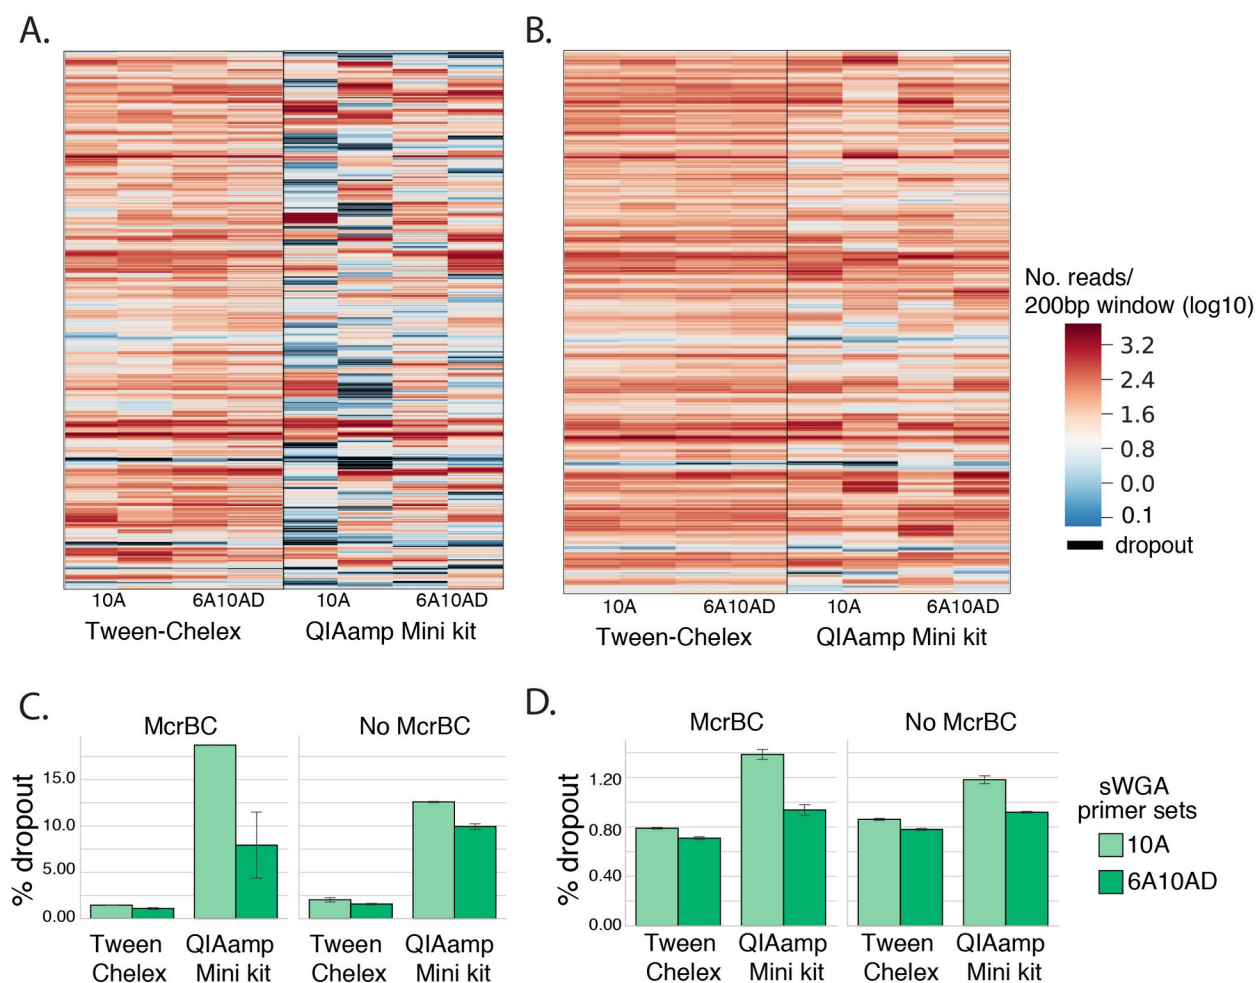 A.
B.
No. reads/
200bp window (log10)
3.2
2.4
1.6
0.8
0.0
0.1
dropout
10A 6A10AD 10A 6A10AD
Tween-Chelex QIAamp Mini kit
10A 6A10AD 10A 6A10AD
Tween-Chelex QIAamp Mini kit
C.
McrBC No McrBC
% dropout
15.0
10.0
5.00
0.00
Tween QIAamp Tween QIAamp
Chelex Mini kit Chelex Mini kit
D.
McrBC No McrBC
% dropout
1.20
0.80
0.40
0.00
Tween QIAamp Tween QIAamp
Chelex Mini kit Chelex Mini kit
sWGA
primer sets
10A
6A10AD